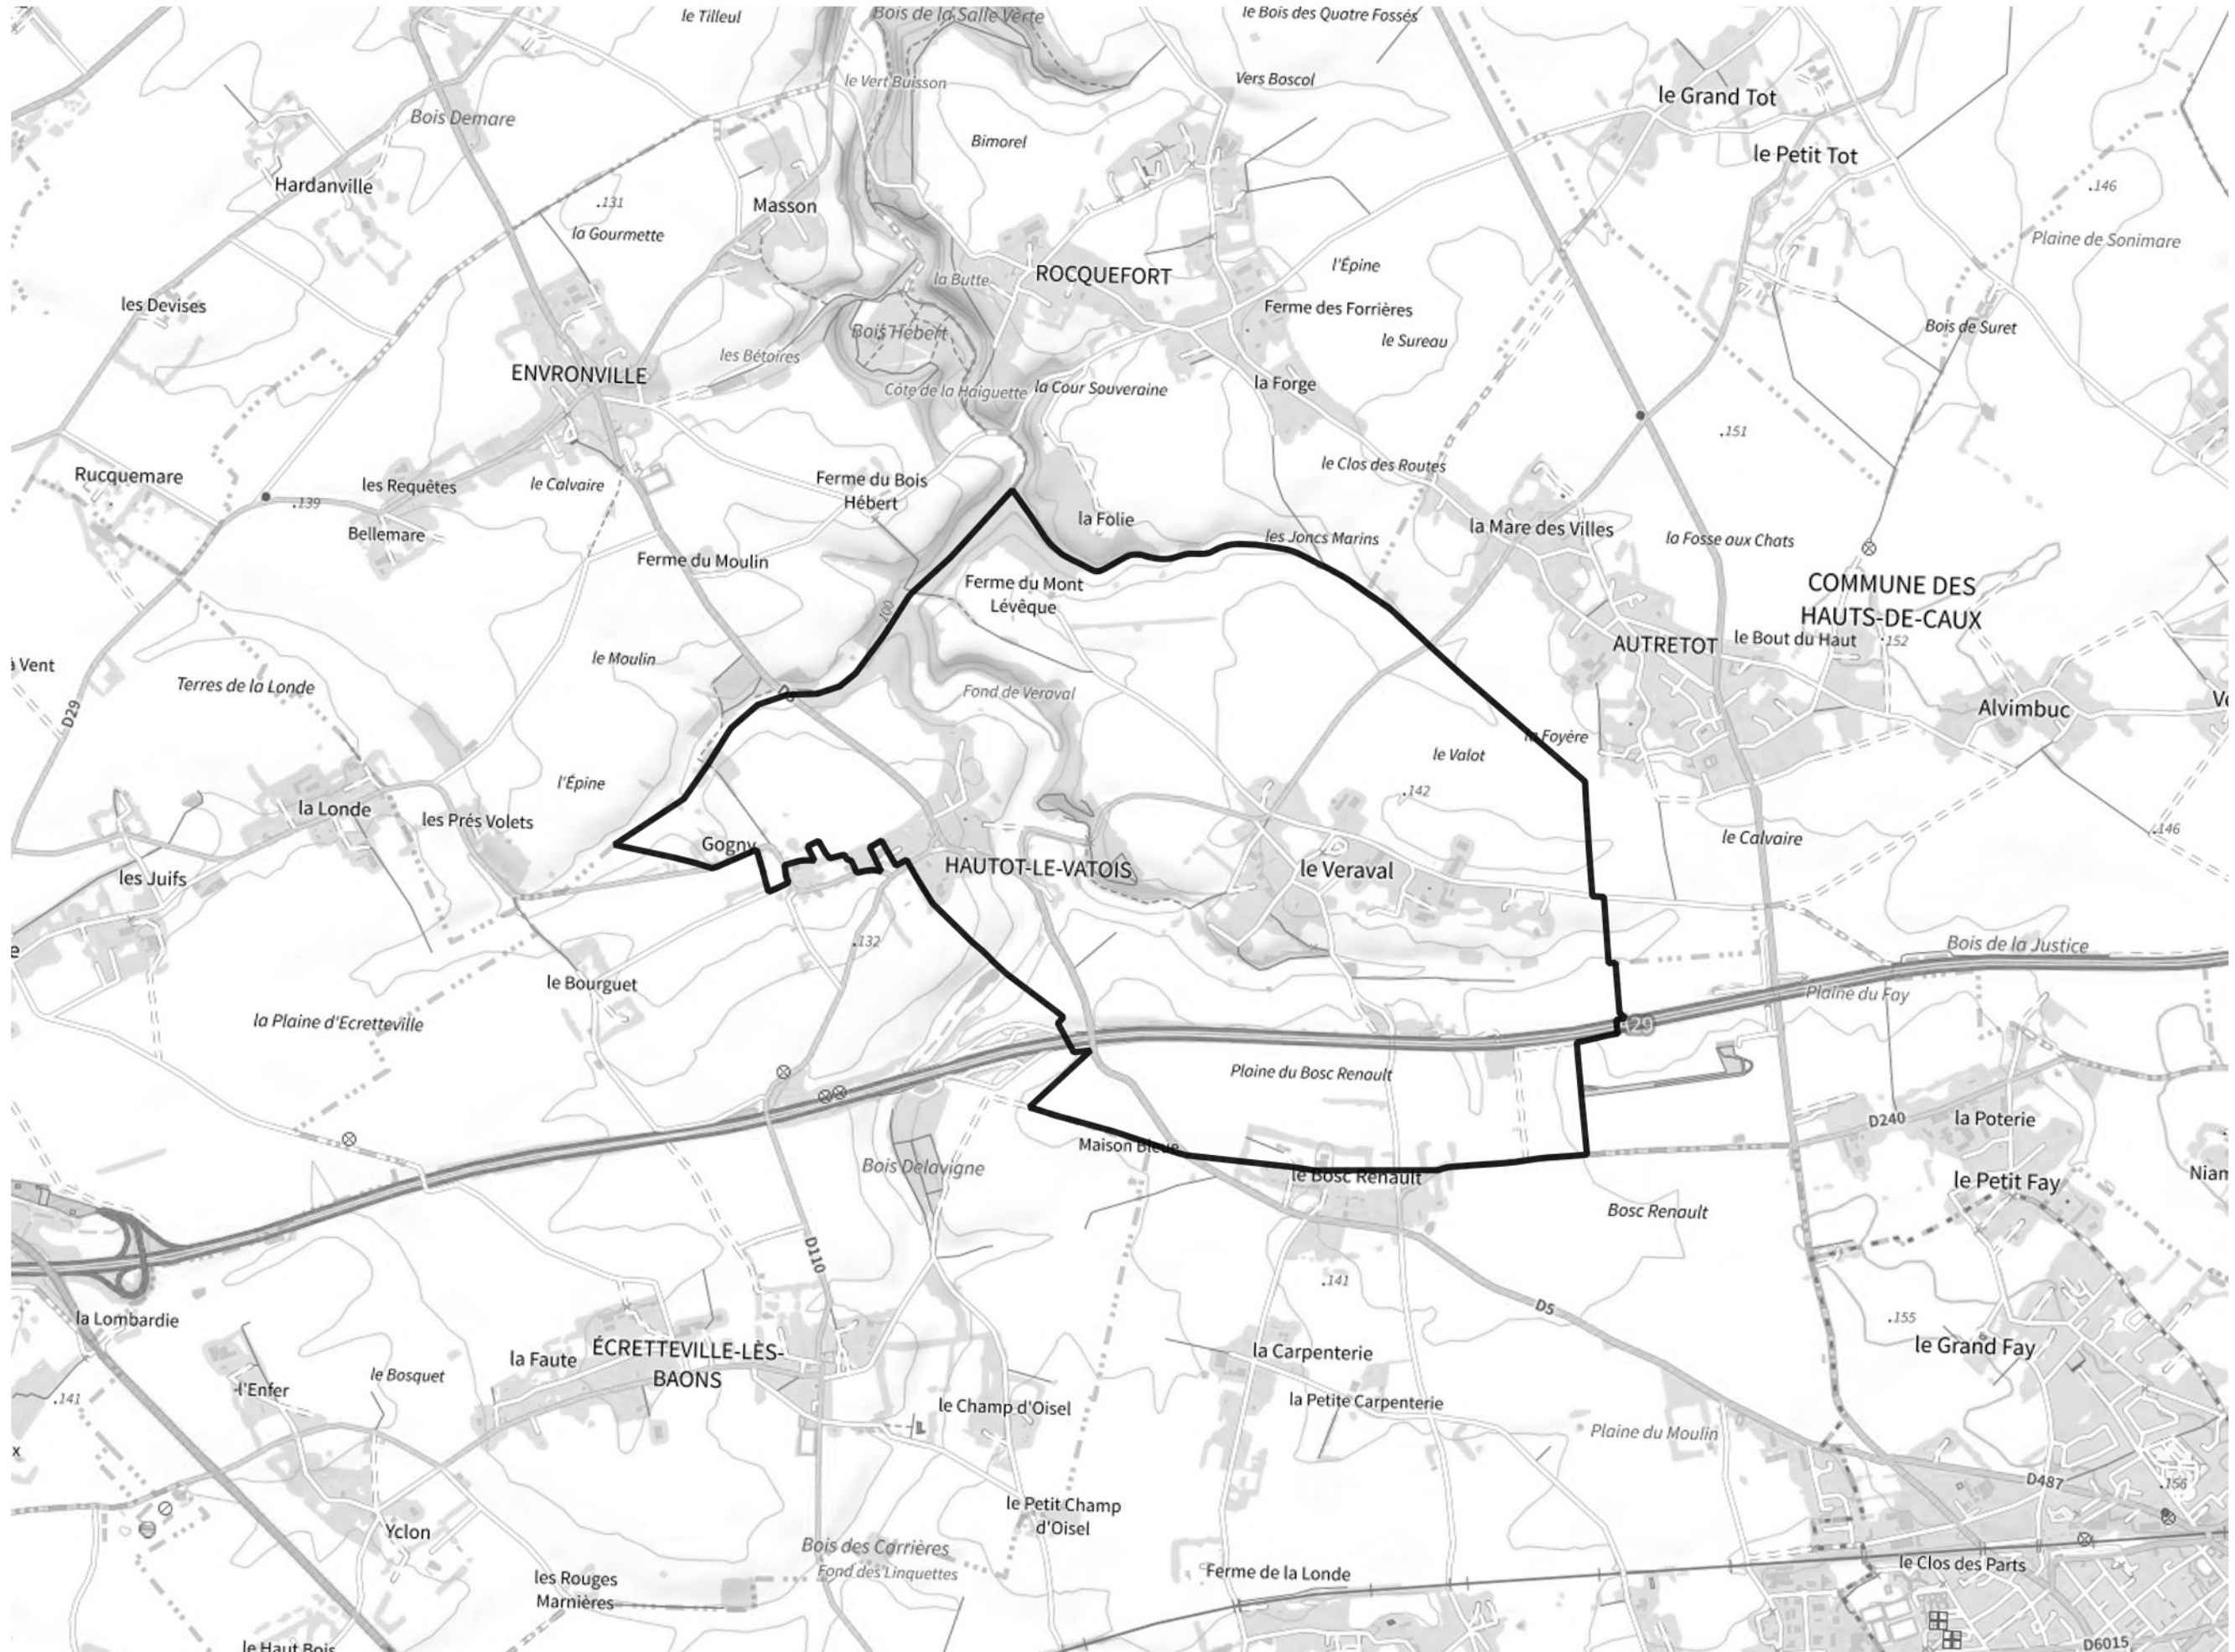 le Tilleul
Bois de la Salle Verte
le Bois des Quatre Fossés
le Vert Buisson
Vers Boscol
le Grand Tot
Bois Demare
Bimorel
le Petit Tot
Hardanville
.146
.131
Masson
la Gourmette
Plaine de Sonimare
l'Épine
ROCQUEFORT
la Butte
les Devises
Ferme des Forrières
Bois de Suret
Bois Hébert
le Sureau
les Bétoires
ENVRONVILLE
la Forge
Côte de la Haiguette
la Cour Souveraine
.151
le Clos des Routes
Rucquemare
les Requêtes
le Calvaire
Ferme du Bois
Hébert
.139
la Folie
la Mare des Villes
Bellemare
les Joncs Marins
la Fosse aux Chats
Ferme du Moulin
Ferme du Mont
Lévêque
COMMUNE DES
HAUTS-DE-CAUX
100
AUTRETOT
le Bout du Haut
.152
à Vent
le Moulin
Terres de la Londe
Fond de Veraval
D29
D5
Alvimbuc
la Foyère
le Valot
l'Épine
.142
la Londe
les Prés Volets
.146
le Calvaire
Gogny
HAUTOT-LE-VATOIS
le Veraval
les Juifs
.132
e
Bois de la Justice
le Bourguet
Plaine du Fay
la Plaine d'Ecretteville
A29
Plaine du Bosc Renault
D240
la Poterie
Maison Bleue
Bois Delavigne
le Bosc Renault
le Petit Fay
Bosc Renault
D110
.141
D5
la Lombardie
.155
le Grand Fay
la Faute
ÉCRETTEVILLE-LÈS-
BAONS
la Carpenterie
le Bosquet
l'Enfer
.141
le Champ d'Oisel
la Petite Carpenterie
Plaine du Moulin
x
D487
.156
le Petit Champ
d'Oisel
Yclon
Bois des Carrières
Fond des Linquettes
le Clos des Parts
Ferme de la Londe
les Rouges
Marnières
le Haut Bois
D6015